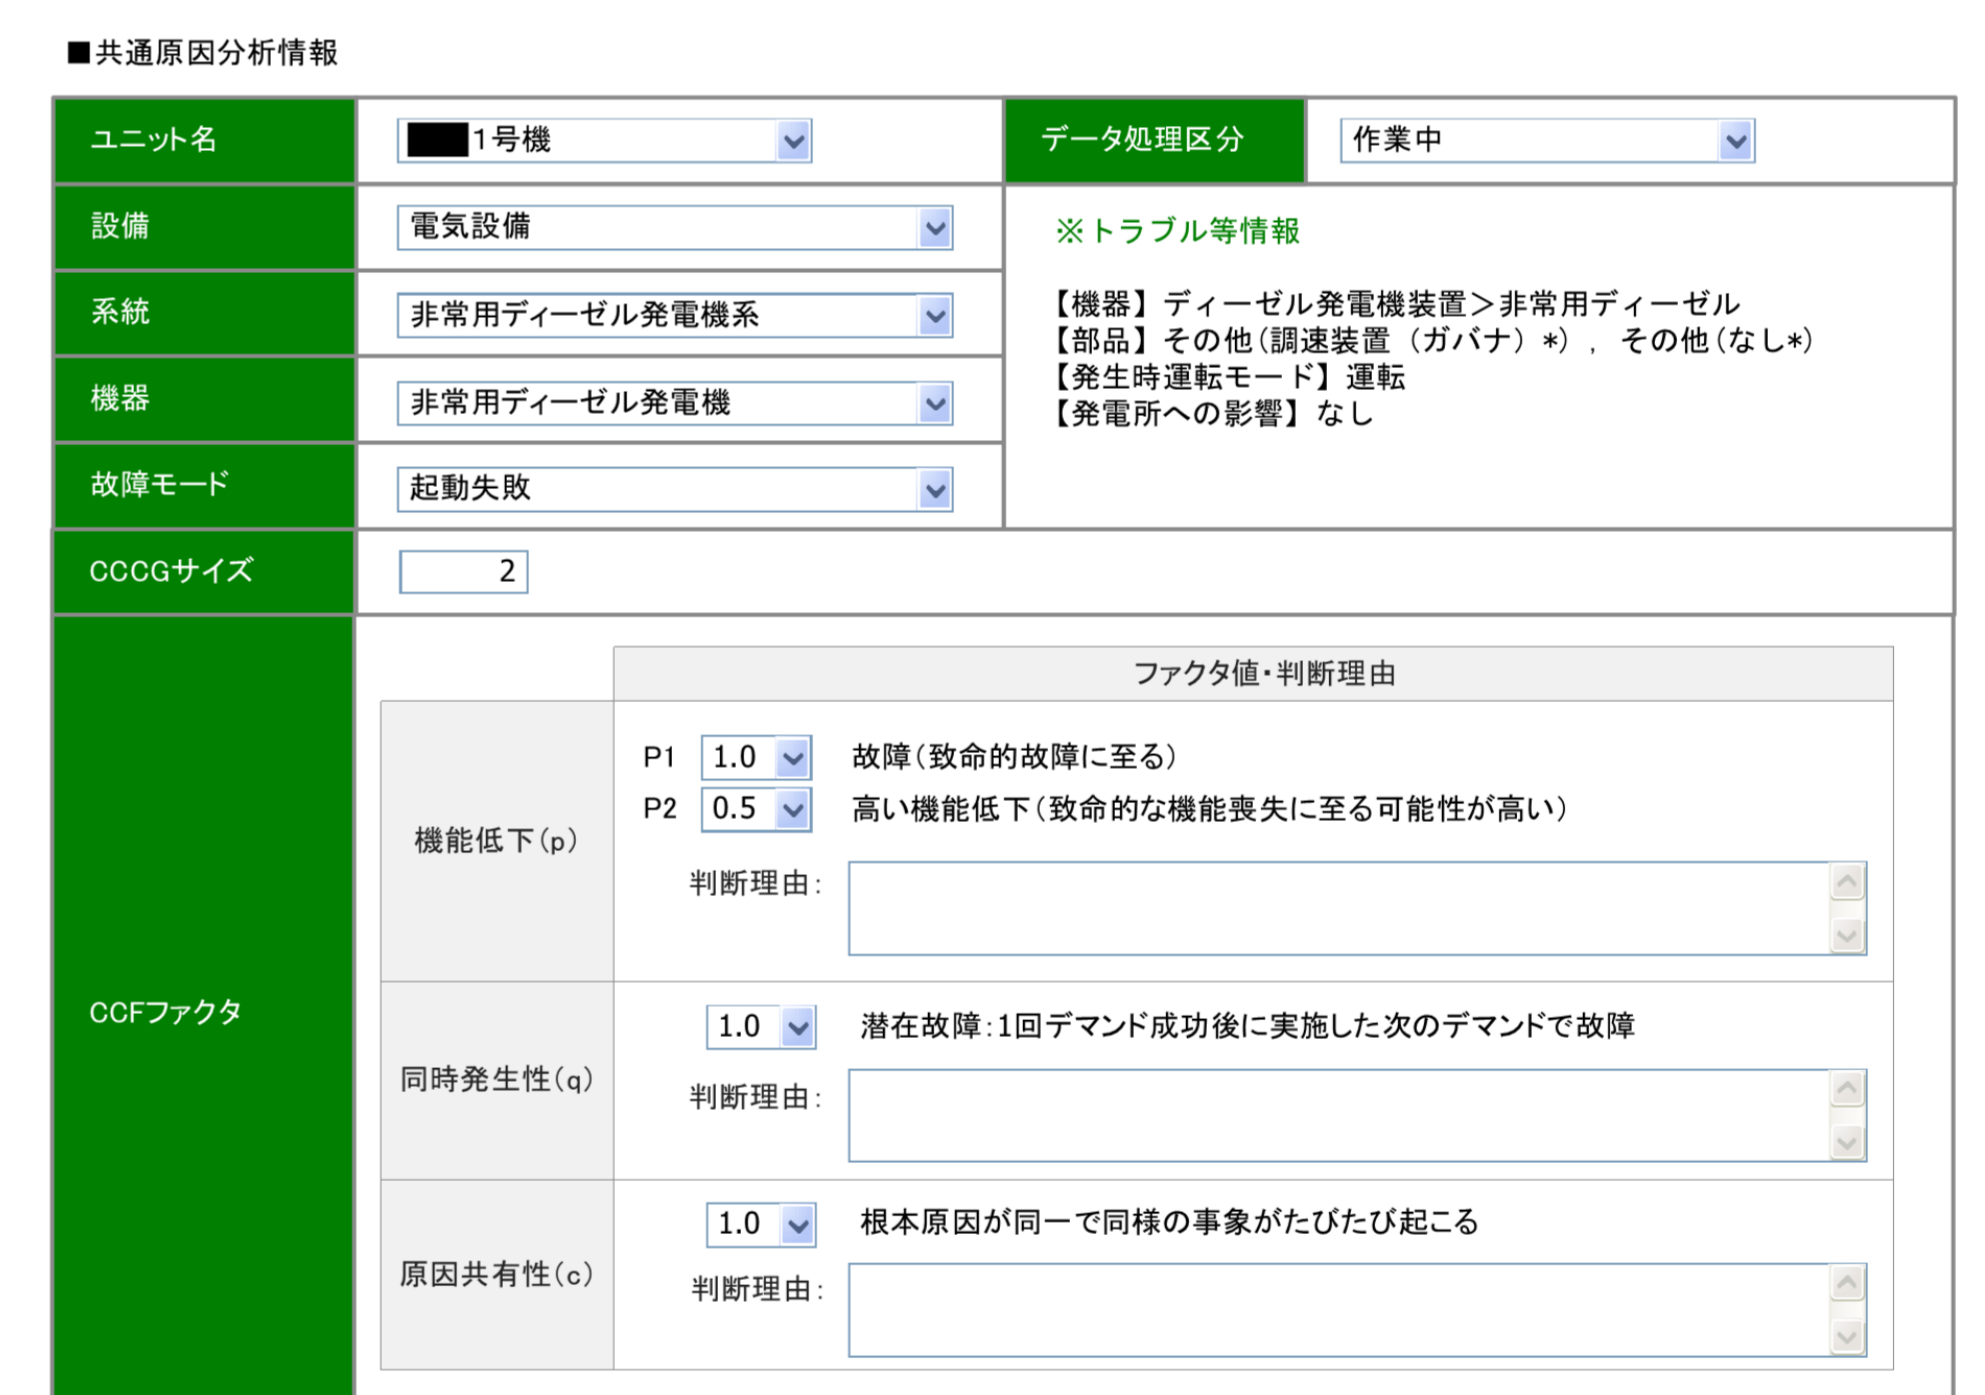 ■共通原因分析情報
ユニット名
1号機
データ処理区分
作業中
設備
電気設備
※トラブル等情報
系統
非常用ディーゼル発電機系
【機器】ディーゼル発電機装置＞非常用ディーゼル
【部品】その他(調速装置（ガバナ）*)，その他(なし*)
【発生時運転モード】運転
【発電所への影響】なし
機器
非常用ディーゼル発電機
故障モード
起動失敗
CCCGサイズ
2
CCFファクタ
ファクタ値・判断理由
機能低下(p)
P1 1.0 故障(致命的故障に至る)
P2 0.5 高い機能低下(致命的な機能喪失に至る可能性が高い)
判断理由:
同時発生性(q)
1.0 潜在故障:1回デマンド成功後に実施した次のデマンドで故障
判断理由:
原因共有性(c)
1.0 根本原因が同一で同様の事象がたびたび起こる
判断理由: